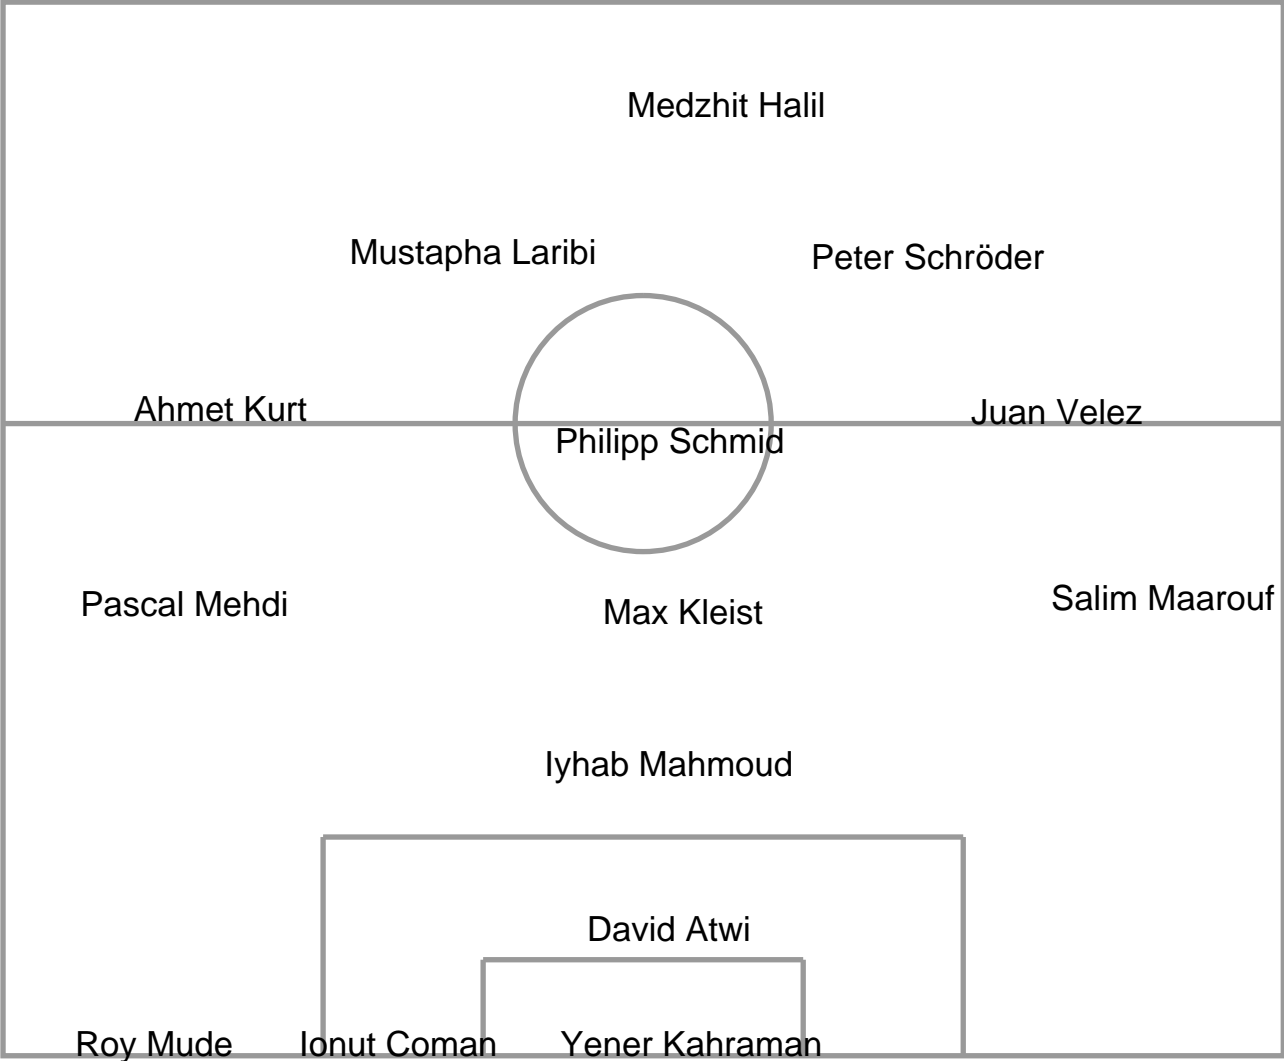 Medzhit Halil
Mustapha Laribi
Peter Schröder
Ahmet Kurt
Juan Velez
Philipp Schmid
Pascal Mehdi
Max Kleist
Salim Maarouf
Iyhab Mahmoud
David Atwi
Roy Mude
Ionut Coman
Yener Kahraman